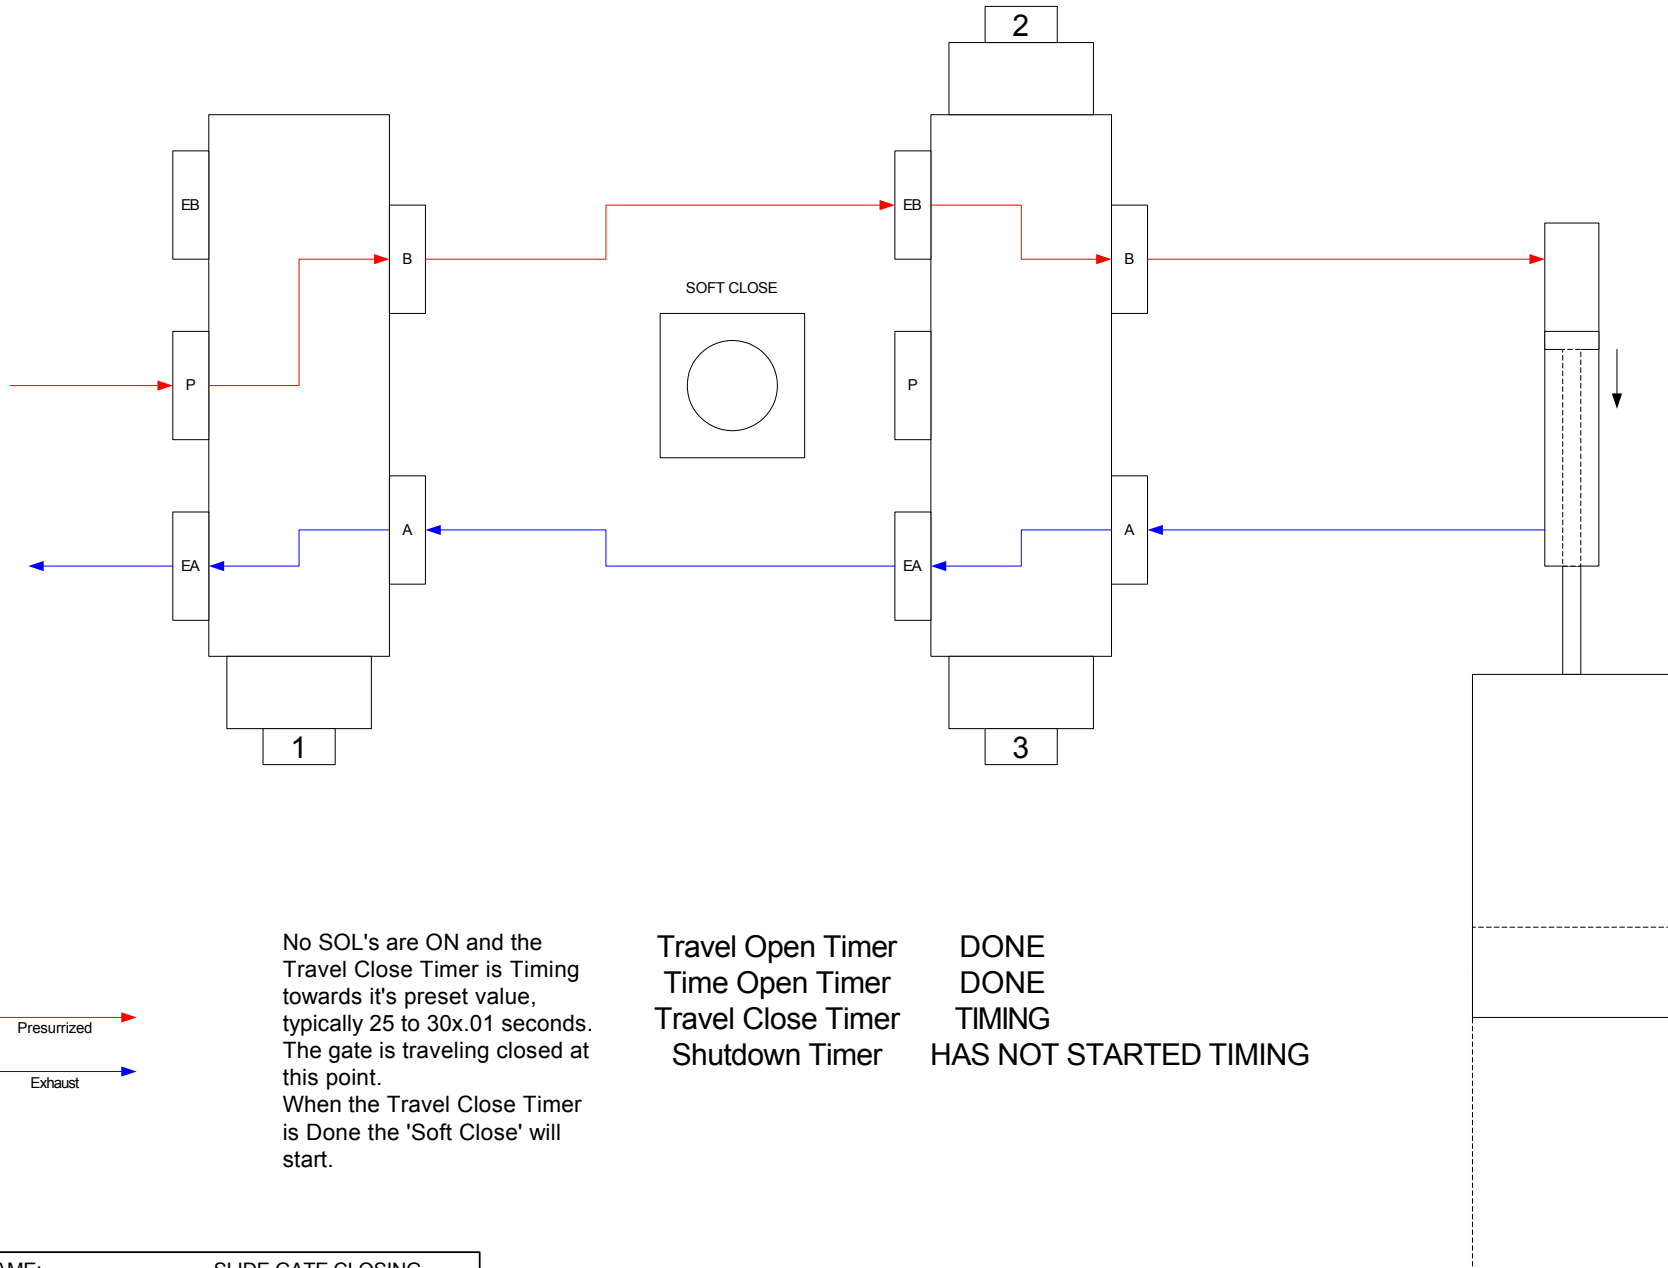 2
EB
B
EB
B
SOFT CLOSE
P
P
A
A
EA
EA
1
3
No SOL's are ON and the
Travel Close Timer is Timing
towards it's preset value,
typically 25 to 30x.01 seconds.
The gate is traveling closed at
this point.
When the Travel Close Timer
is Done the 'Soft Close' will
start.
Travel Open Timer DONE
Time Open Timer DONE
Travel Close Timer TIMING
Shutdown Timer HAS NOT STARTED TIMING
Presurrized
Exhaust
SLIDE GATE CLOSING